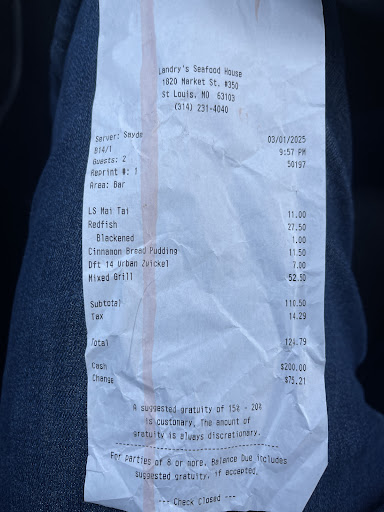 Landry's Seafood House
1820 Market St. #350
St Louis, MO 63103
(314) 231-4040
Server: Sayde 03/01/2025
B14/1 9:57 PM
Guests: 2 50197
Reprint #: 1
Area: Bar
LS Mai Tai 11.00
Redfish 27.50
Blackened 1.00
Cinnamon Bread Pudding 11.50
Dft 14 Urban Zwickel 7.00
Mixed Grill 52.50
Subtotal 110.50
Tax 14.29
Total 124.79
Cash $200.00
Change $75.21
A suggested gratuity of 15% - 20%
is customary. The amount of
gratuity is always discretionary.
For parties of 8 or more, Balance Due includes
suggested gratuity, if accepted.
--- Check Closed ---